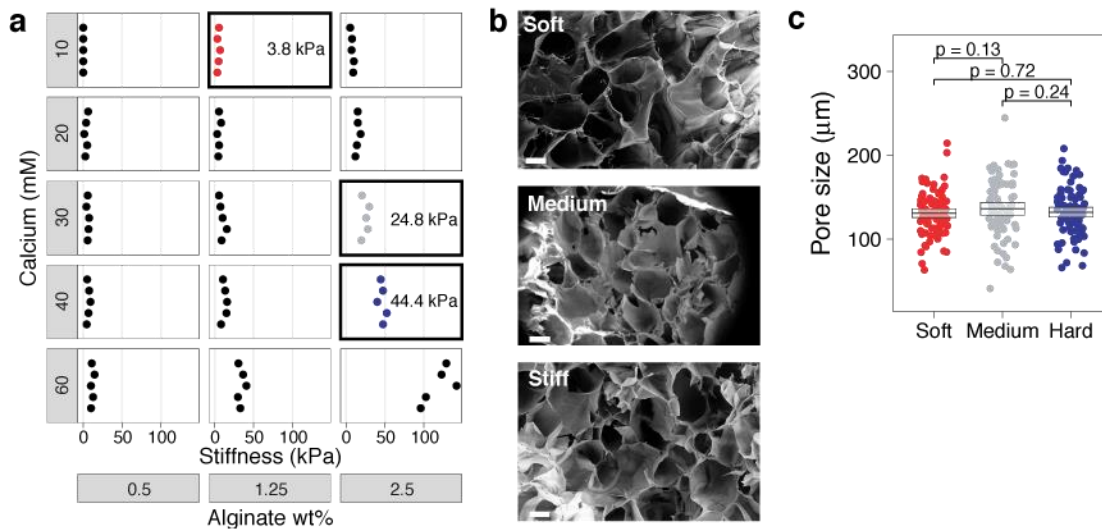 a
10
3.8 kPa
20
30
24.8 kPa
40
44.4 kPa
60
Calcium (mM)
0 50 100 0 50 100 0 50 100
Stiffness (kPa)
0.5 1.25 2.5
Alginate wt%
b
Soft
Medium
Stiff
c
p = 0.13
p = 0.72
p = 0.24
300
200
100
Pore size (μm)
Soft Medium Hard